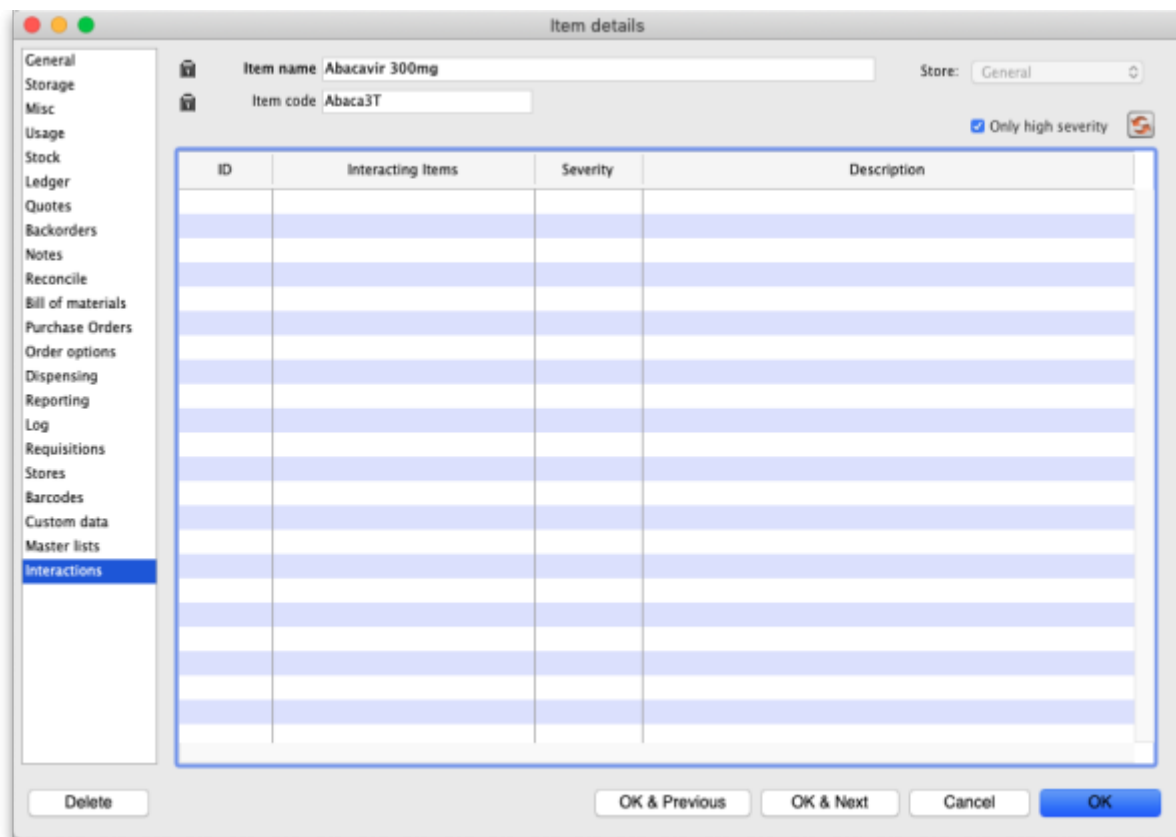 Item details
General
Storage
Misc
Usage
Stock
Ledger
Quotes
Backorders
Notes
Reconcile
Bill of materials
Purchase Orders
Order options
Dispensing
Reporting
Log
Requisitions
Stores
Barcodes
Custom data
Master lists
Interactions
Item name Abacavir 300mg
Store: General
Item code Abaca3T
Only high severity
ID Interacting Items Severity Description
Delete OK & Previous OK & Next Cancel OK